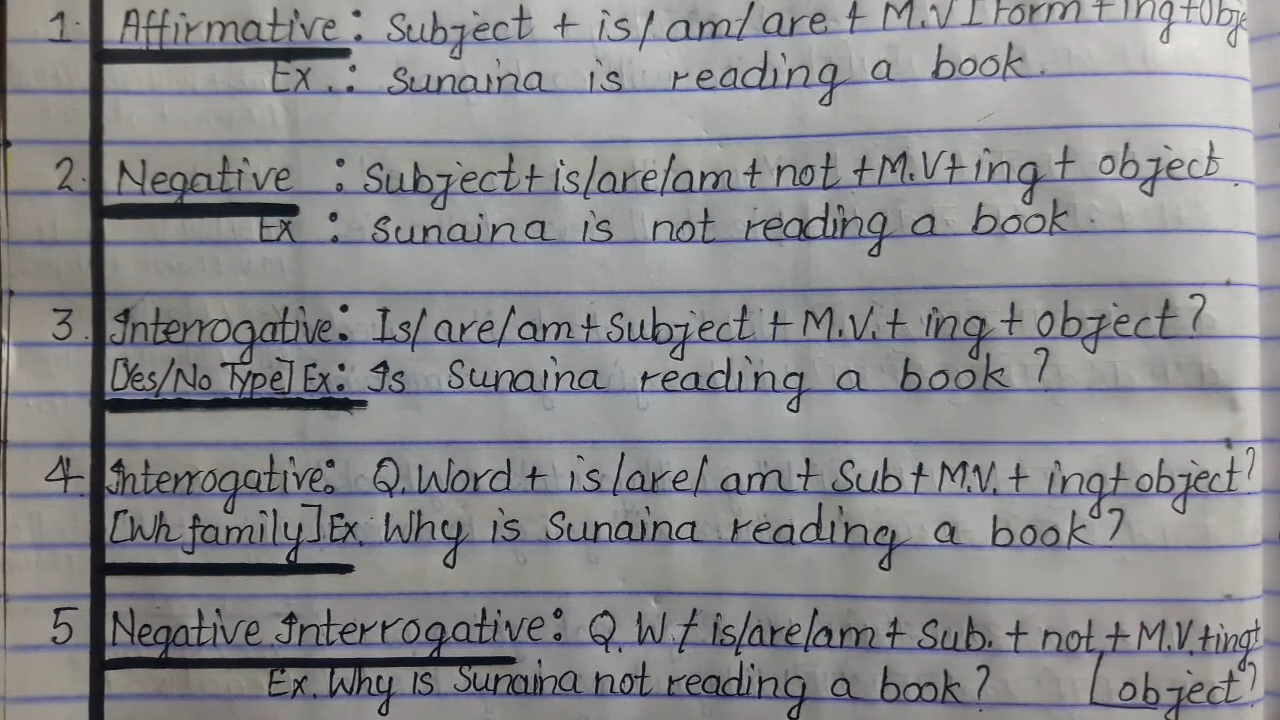 1. Affirmative: Subject + is/am/are + M.V I Form + ing + Obje
Ex.: Sunaina is reading a book.
2. Negative : Subject + is/are/am + not + M.V + ing + object.
Ex : Sunaina is not reading a book.
3. Interrogative: Is/are/am + Subject + M.V. + ing + object?
[Yes/No Type] Ex: Is Sunaina reading a book?
4. Interrogative: Q.Word + is/are/am + Sub + M.V. + ing + object?
[Wh family] Ex. Why is Sunaina reading a book?
5 Negative Interrogative: Q.W. + is/are/am + Sub. + not + M.V. + ing +
Ex. Why is Sunaina not reading a book? object?